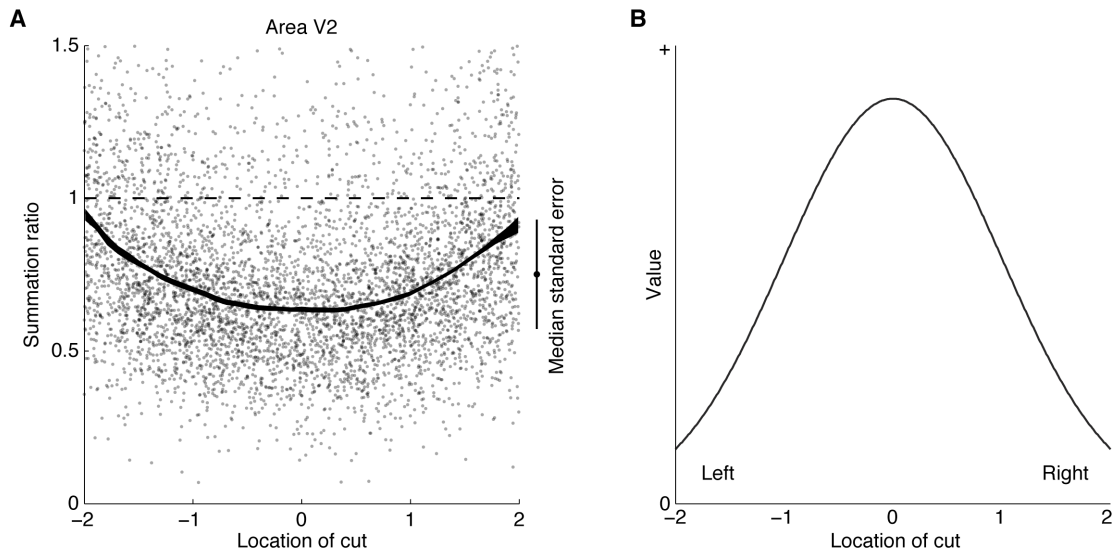 A
Area V2
1.5
1
0.5
0
Summation ratio
−2
−1
0
1
2
Location of cut
Median standard error
B
+
0
Value
Left
Right
−2
−1
0
1
2
Location of cut